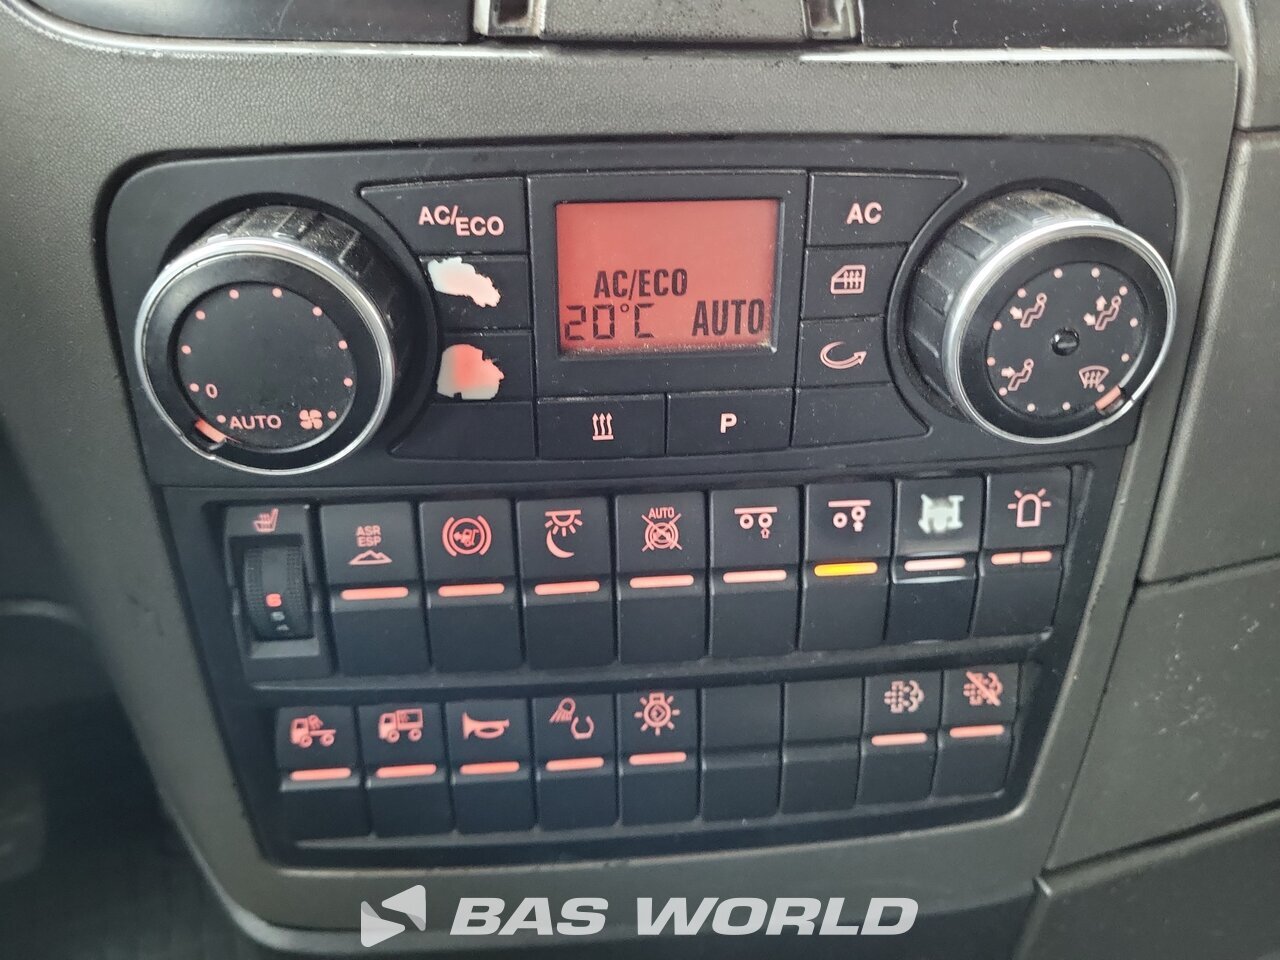 AC/ECO
AC/ECO
20°C AUTO
AC
0
AUTO
P
ASR
ESP
AUTO
BAS WORLD